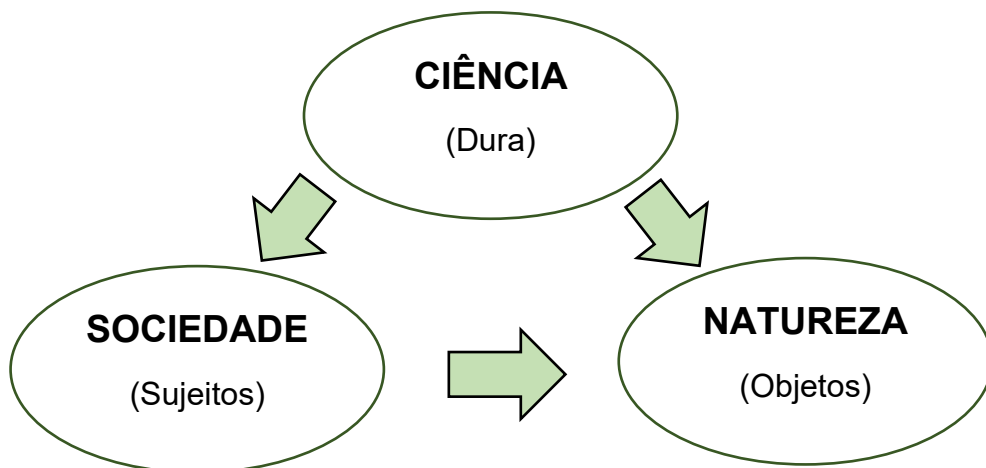 CIÊNCIA
(Dura)
SOCIEDADE
(Sujeitos)
NATUREZA
(Objetos)